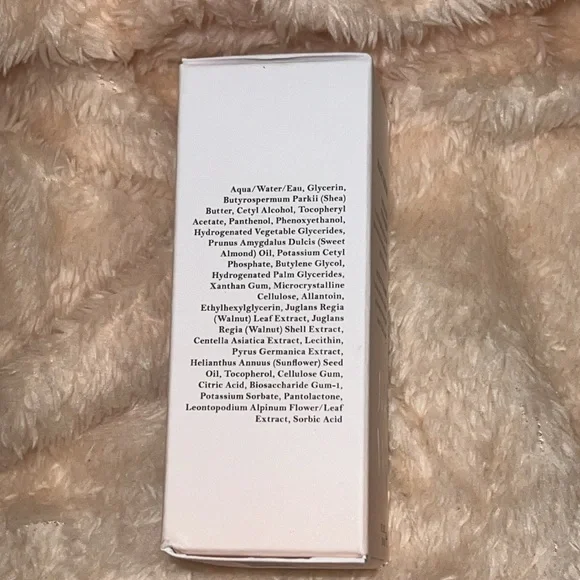 Aqua/Water/Eau, Glycerin,
Butyrospermum Parkii (Shea)
Butter, Cetyl Alcohol, Tocopheryl
Acetate, Panthenol, Phenoxyethanol,
Hydrogenated Vegetable Glycerides,
Prunus Amygdalus Dulcis (Sweet
Almond) Oil, Potassium Cetyl
Phosphate, Butylene Glycol,
Hydrogenated Palm Glycerides,
Xanthan Gum, Microcrystalline
Cellulose, Allantoin,
Ethylhexylglycerin, Juglans Regia
(Walnut) Leaf Extract, Juglans
Regia (Walnut) Shell Extract,
Centella Asiatica Extract, Lecithin,
Pyrus Germanica Extract,
Helianthus Annuus (Sunflower) Seed
Oil, Tocopherol, Cellulose Gum,
Citric Acid, Biosaccharide Gum-1,
Potassium Sorbate, Pantolactone,
Leontopodium Alpinum Flower/Leaf
Extract, Sorbic Acid